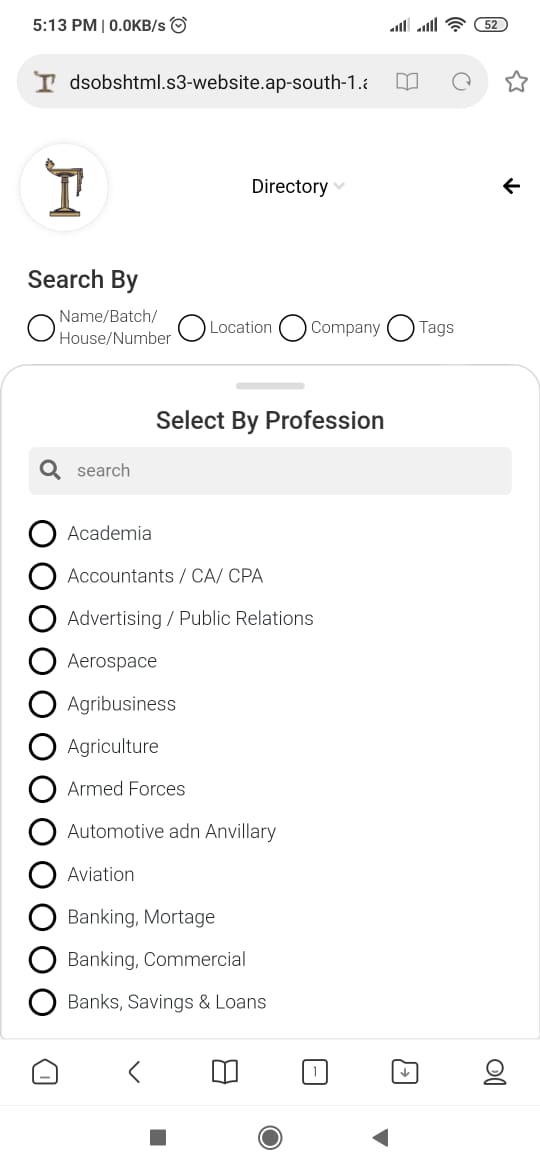 5:13 PM | 0.0KB/s
52
dsobshtml.s3-website.ap-south-1.a
Directory
Search By
Name/Batch/
House/Number
Location
Company
Tags
Select By Profession
search
Academia
Accountants / CA/ CPA
Advertising / Public Relations
Aerospace
Agribusiness
Agriculture
Armed Forces
Automotive adn Anvillary
Aviation
Banking, Mortage
Banking, Commercial
Banks, Savings & Loans
1